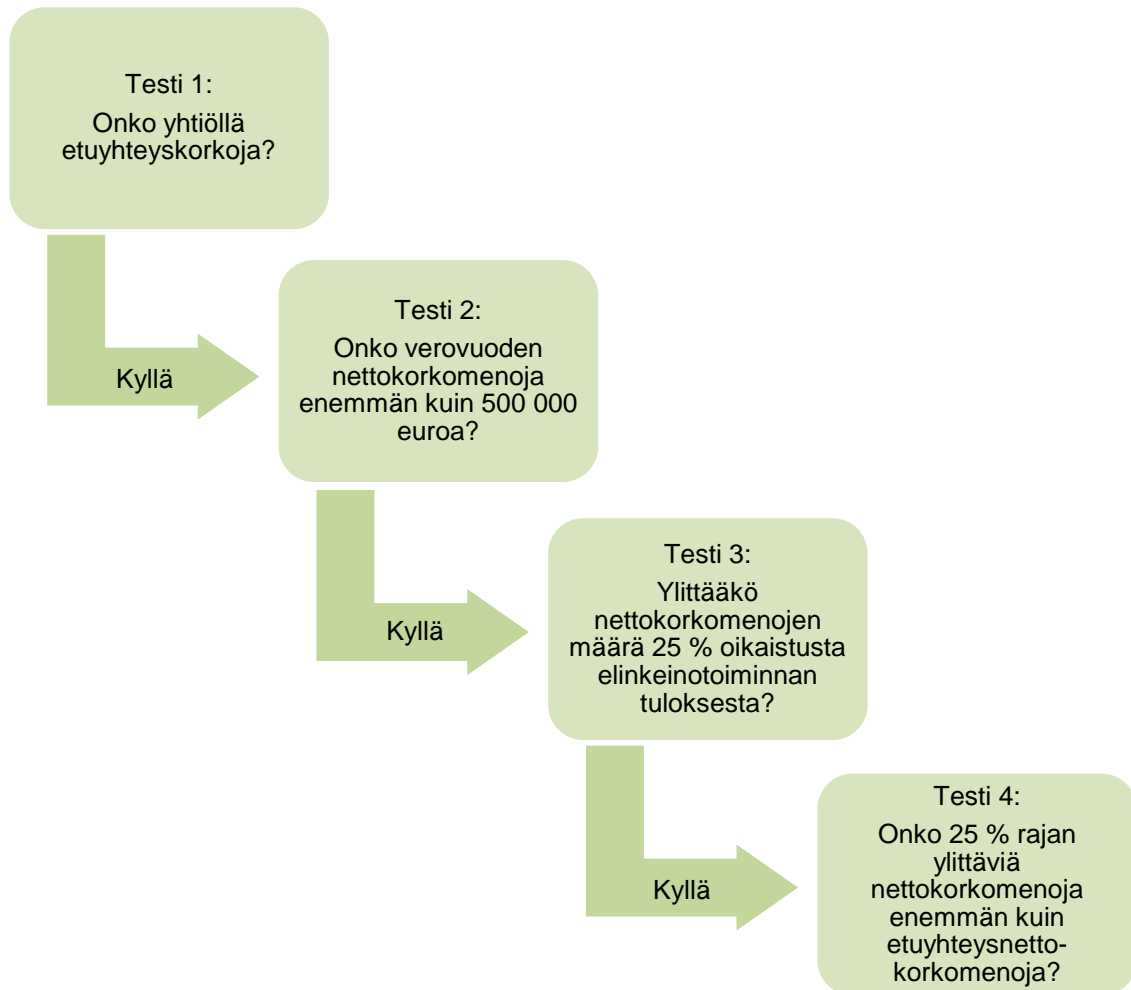 Testi 1:
Onko yhtiöllä
etuyhteyskorkoja?
Kyllä
Testi 2:
Onko verovuoden
nettokorkomenoja
enemmän kuin 500 000
euroa?
Kyllä
Testi 3:
Ylittääkö
nettokorkomenojen
määrä 25 % oikaistusta
elinkeinotoiminnan
tuloksesta?
Kyllä
Testi 4:
Onko 25 % rajan
ylittäviä
nettokorkomenoja
enemmän kuin
etuyhteysnetto-
korkomenoja?